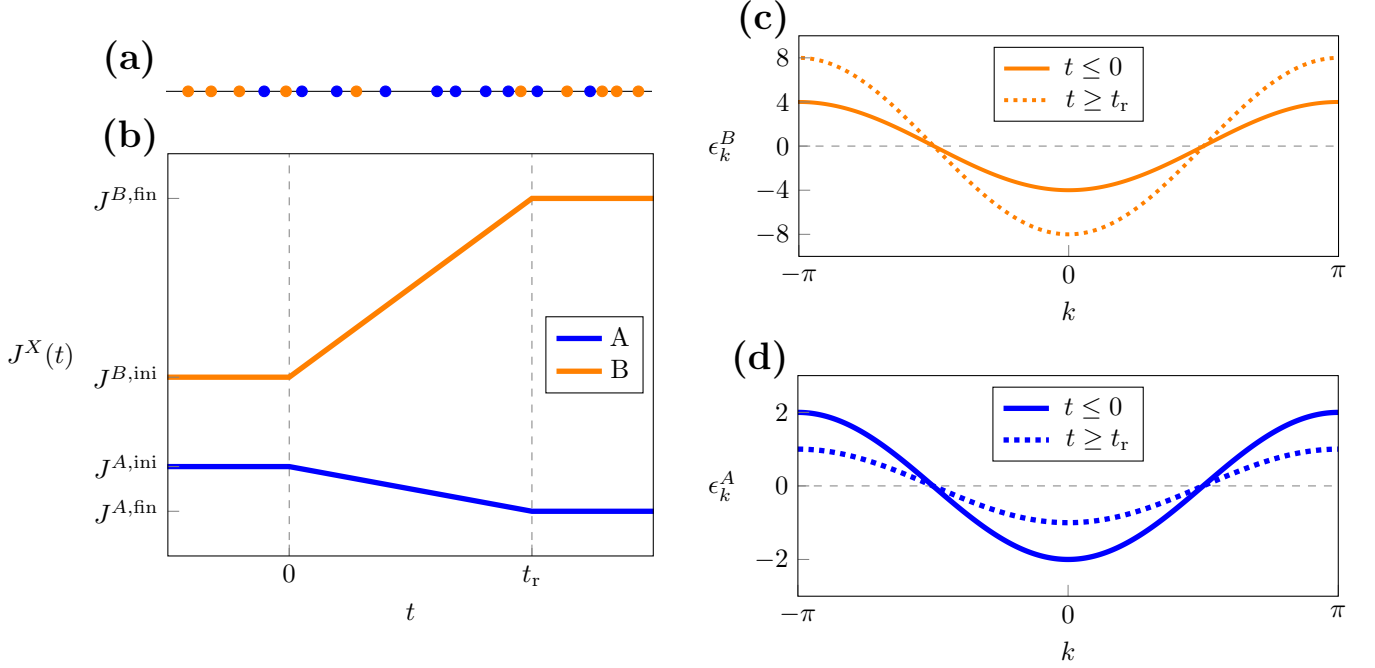 (a)
(b)
J^{B,fin}
J^X(t)
J^{B,ini}
J^{A,ini}
J^{A,fin}
A
B
0
t_r
t
(c)
8
4
0
−4
−8
ϵ_k^B
t ≤ 0
t ≥ t_r
−π
0
π
k
(d)
2
0
−2
ϵ_k^A
t ≤ 0
t ≥ t_r
−π
0
π
k